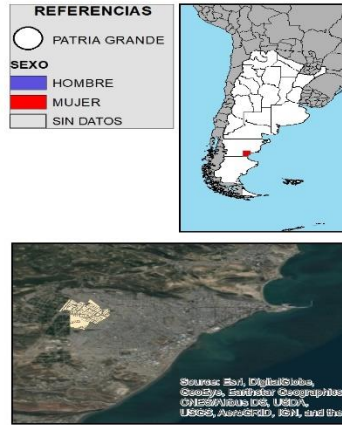 REFERENCIAS
PATRIA GRANDE
SEXO
HOMBRE
MUJER
SIN DATOS
Source: Esri, DigitalGlobe,
GeoEye, Earthstar Geographics,
CNES/Airbus DS, USDA,
USGS, AeroGRID, IGN, and the